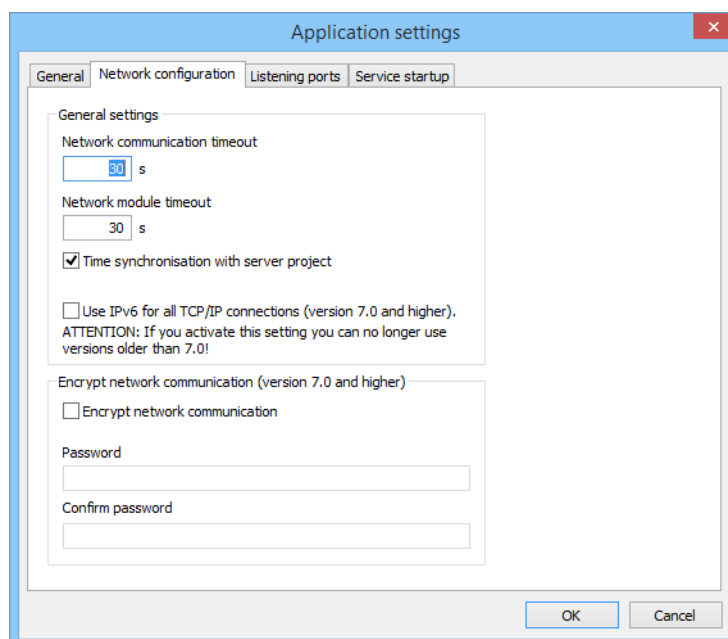 Application settings
General
Network configuration
Listening ports
Service startup
General settings
Network communication timeout
30 s
Network module timeout
30 s
Time synchronisation with server project
Use IPv6 for all TCP/IP connections (version 7.0 and higher).
ATTENTION: If you activate this setting you can no longer use
versions older than 7.0!
Encrypt network communication (version 7.0 and higher)
Encrypt network communication
Password
Confirm password
OK
Cancel